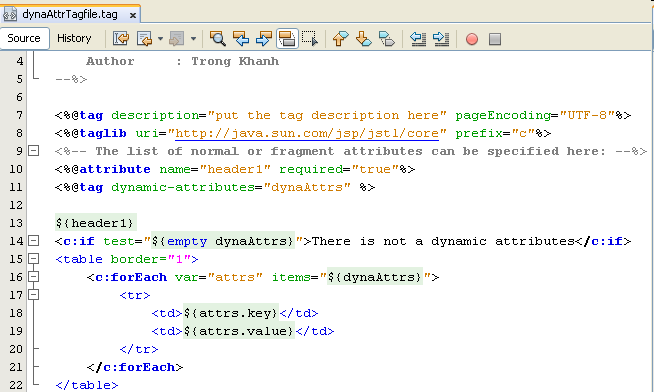 dynaAttrTagfile.tag x
Source History
4 Author : Trong Khanh
5 --%>
6
7 <%@tag description="put the tag description here" pageEncoding="UTF-8"%>
8 <%@taglib uri="http://java.sun.com/jsp/jstl/core" prefix="c"%>
9 <%-- The list of normal or fragment attributes can be specified here: --%>
10 <%@attribute name="header1" required="true"%>
11 <%@tag dynamic-attributes="dynaAttrs" %>
12
13 ${header1}
14 <c:if test="${empty dynaAttrs}">There is not a dynamic attributes</c:if>
15 <table border="1">
16 <c:forEach var="attrs" items="${dynaAttrs}">
17 <tr>
18 <td>${attrs.key}</td>
19 <td>${attrs.value}</td>
20 </tr>
21 </c:forEach>
22 </table>